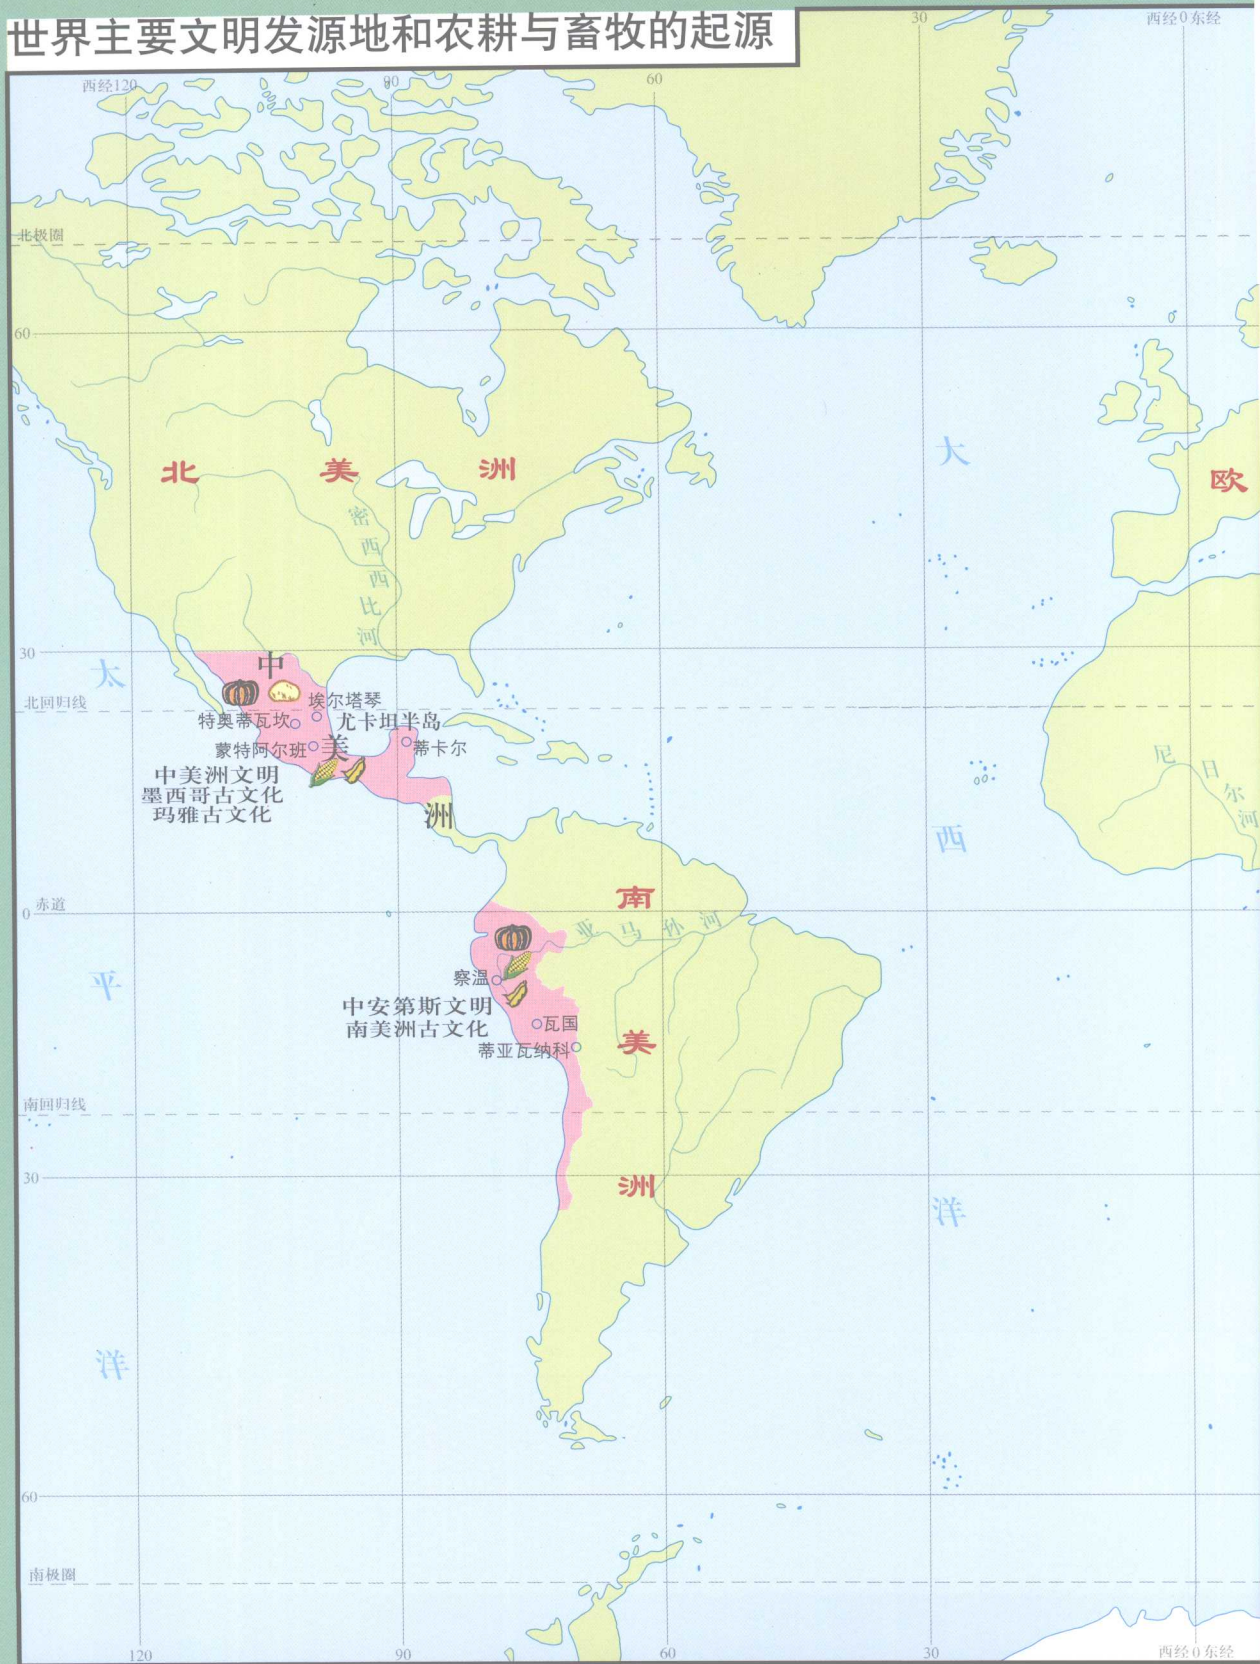 世界主要文明发源地和农耕与畜牧的起源
30
西经0东经
西经120
90
60
北极圈
60
北美洲
大
欧
密西西比河
30
太
中
北回归线
埃尔塔琴
特奥蒂瓦坎
尤卡坦半岛
蒙特阿尔班
美
蒂卡尔
中美洲文明
墨西哥古文化
玛雅古文化
洲
尼日尔河
西
0
赤道
南
亚马孙河
平
察温
中安第斯文明
南美洲古文化
瓦国
蒂亚瓦纳科
美
南回归线
30
洲
洋
洋
60
南极圈
120
90
60
30
西经0东经